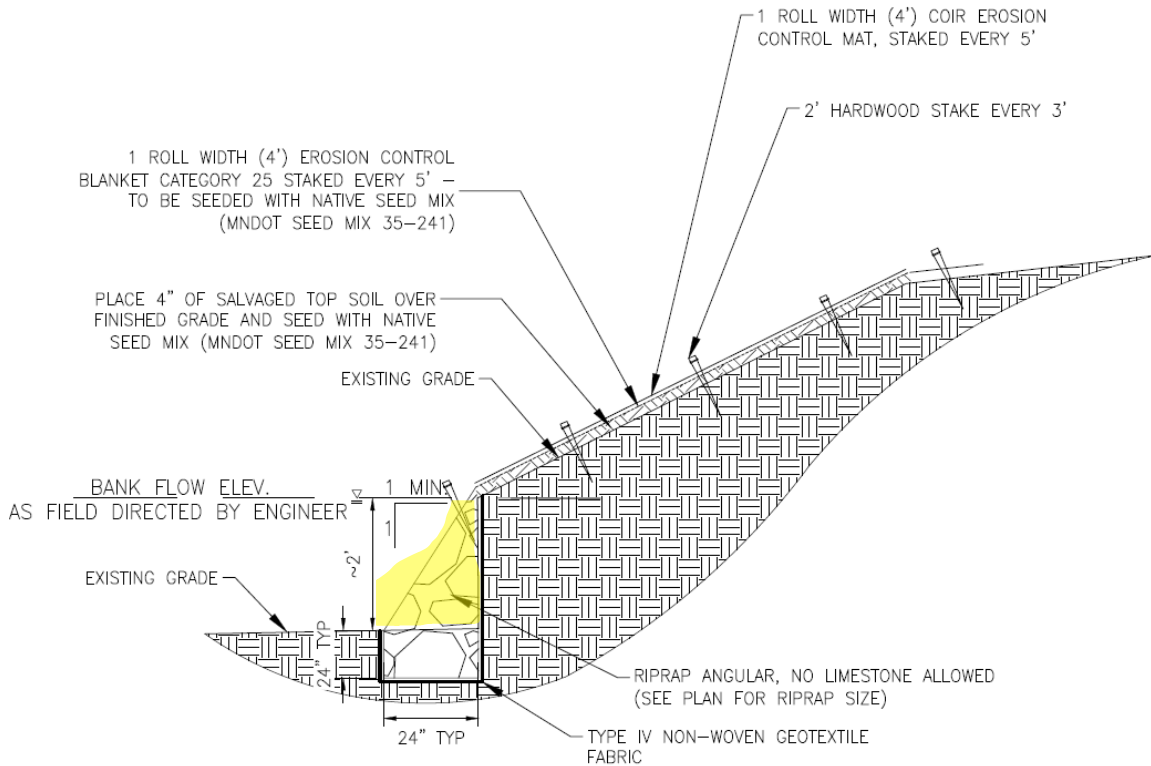 1 ROLL WIDTH (4') COIR EROSION
CONTROL MAT, STAKED EVERY 5'
2' HARDWOOD STAKE EVERY 3'
1 ROLL WIDTH (4') EROSION CONTROL
BLANKET CATEGORY 25 STAKED EVERY 5' –
TO BE SEEDED WITH NATIVE SEED MIX
(MNDOT SEED MIX 35–241)
PLACE 4" OF SALVAGED TOP SOIL OVER
FINISHED GRADE AND SEED WITH NATIVE
SEED MIX (MNDOT SEED MIX 35–241)
EXISTING GRADE
BANK FLOW ELEV.
AS FIELD DIRECTED BY ENGINEER
1 MIN.
1
~2'
EXISTING GRADE
24" TYP
24" TYP
RIPRAP ANGULAR, NO LIMESTONE ALLOWED
(SEE PLAN FOR RIPRAP SIZE)
TYPE IV NON–WOVEN GEOTEXTILE
FABRIC